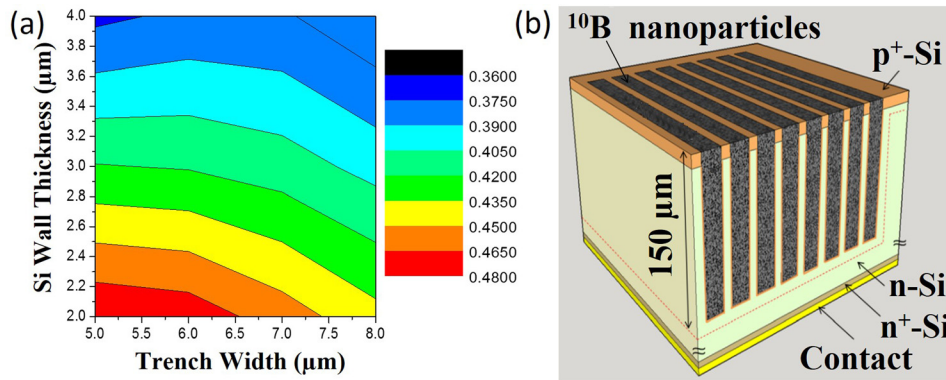 (a)
4.0
3.8
3.6
3.4
3.2
3.0
2.8
2.6
2.4
2.2
2.0
Si Wall Thickness (μm)
5.0 5.5 6.0 6.5 7.0 7.5 8.0
Trench Width (μm)
0.3600
0.3750
0.3900
0.4050
0.4200
0.4350
0.4500
0.4650
0.4800
(b)
¹⁰B nanoparticles
p⁺-Si
150 μm
≈
≈
n-Si
n⁺-Si
Contact